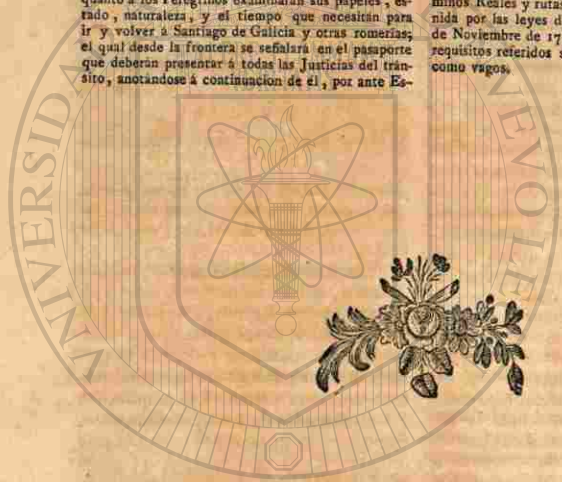 quanto á los Peregrinos examinarán sus papeles, es-
tado, naturaleza, y el tiempo que necesitan para
ir y volver á Santiago de Galicia y otras romerías;
el qual desde la frontera se señalará en el pasaporte
que deberán presentar á todas las Justicias del trán-
sito, anotándose á continuacion de él, por ante Es-
minos Reales y rutas
nida por las leyes d
de Noviembre de 17
requisitos referidos s
como vagos.